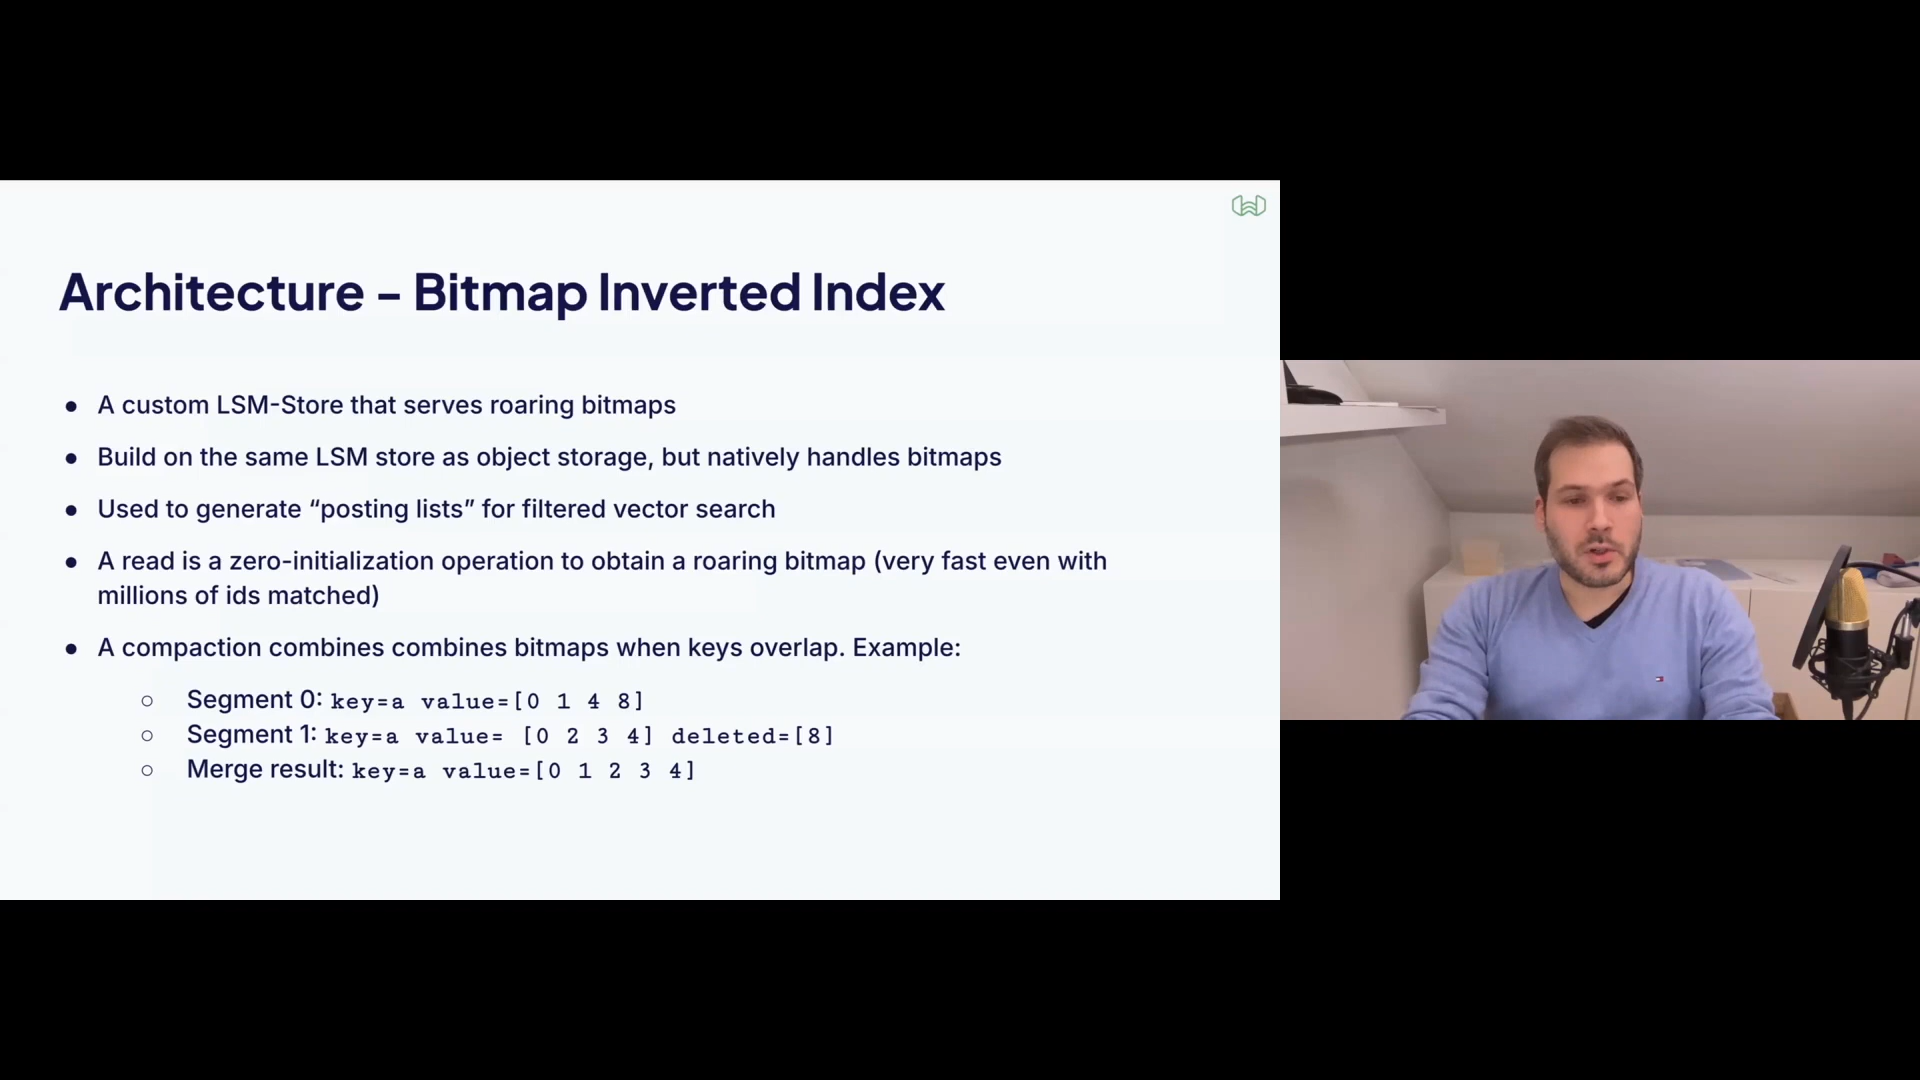 Architecture – Bitmap Inverted Index
● A custom LSM-Store that serves roaring bitmaps
● Build on the same LSM store as object storage, but natively handles bitmaps
● Used to generate “posting lists” for filtered vector search
● A read is a zero-initialization operation to obtain a roaring bitmap (very fast even with
millions of ids matched)
● A compaction combines combines bitmaps when keys overlap. Example:
○ Segment 0: key=a value=[0 1 4 8]
○ Segment 1: key=a value= [0 2 3 4] deleted=[8]
○ Merge result: key=a value=[0 1 2 3 4]